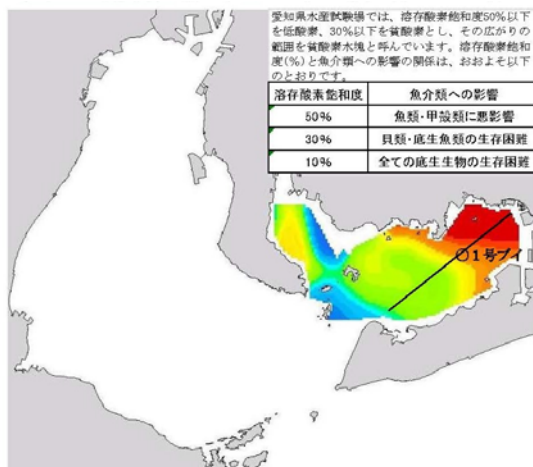 愛知県水産試験場では、溶存酸素飽和度50%以下
を低酸素、30%以下を貧酸素とし、その広がりの
範囲を貧酸素水塊と呼んでいます。溶存酸素飽和
度(%)と魚介類への影響の関係は、おおよそ以下
のとおりです。
溶存酸素飽和度 魚介類への影響
50% 魚類・甲殻類に悪影響
30% 貝類・底生魚類の生存困難
10% 全ての底生生物の生存困難
1号ブイ